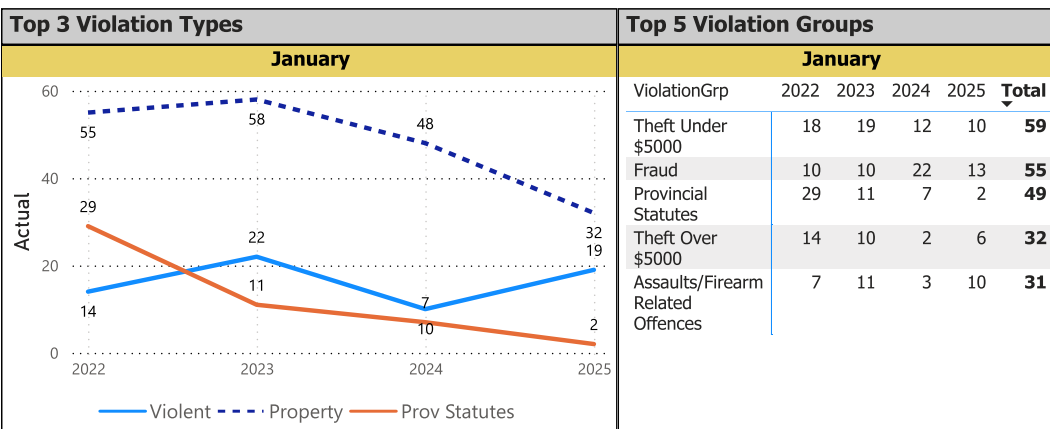 Top 3 Violation Types
January
60
40
20
0
Actual
55
58
48
32
29
22
19
11
7
14
10
2
2022 2023 2024 2025
Violent Property Prov Statutes
Top 5 Violation Groups
January
ViolationGrp 2022 2023 2024 2025 Total
Theft Under 18 19 12 10 59
$5000
Fraud 10 10 22 13 55
Provincial 29 11 7 2 49
Statutes
Theft Over 14 10 2 6 32
$5000
Assaults/Firearm 7 11 3 10 31
Related
Offences